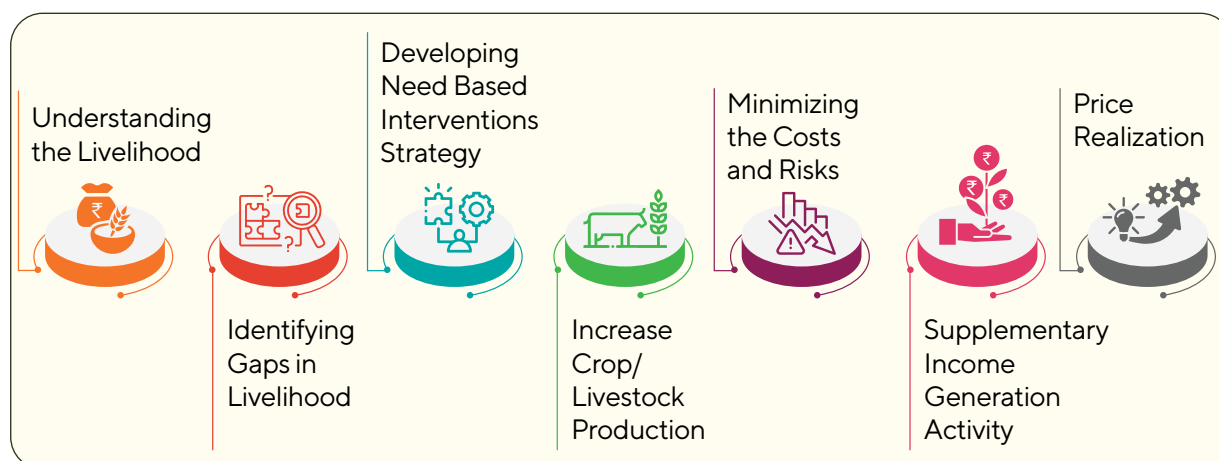 Understanding
the Livelihood
Identifying
Gaps in
Livelihood
Developing
Need Based
Interventions
Strategy
Increase
Crop/
Livestock
Production
Minimizing
the Costs
and Risks
Supplementary
Income
Generation
Activity
Price
Realization